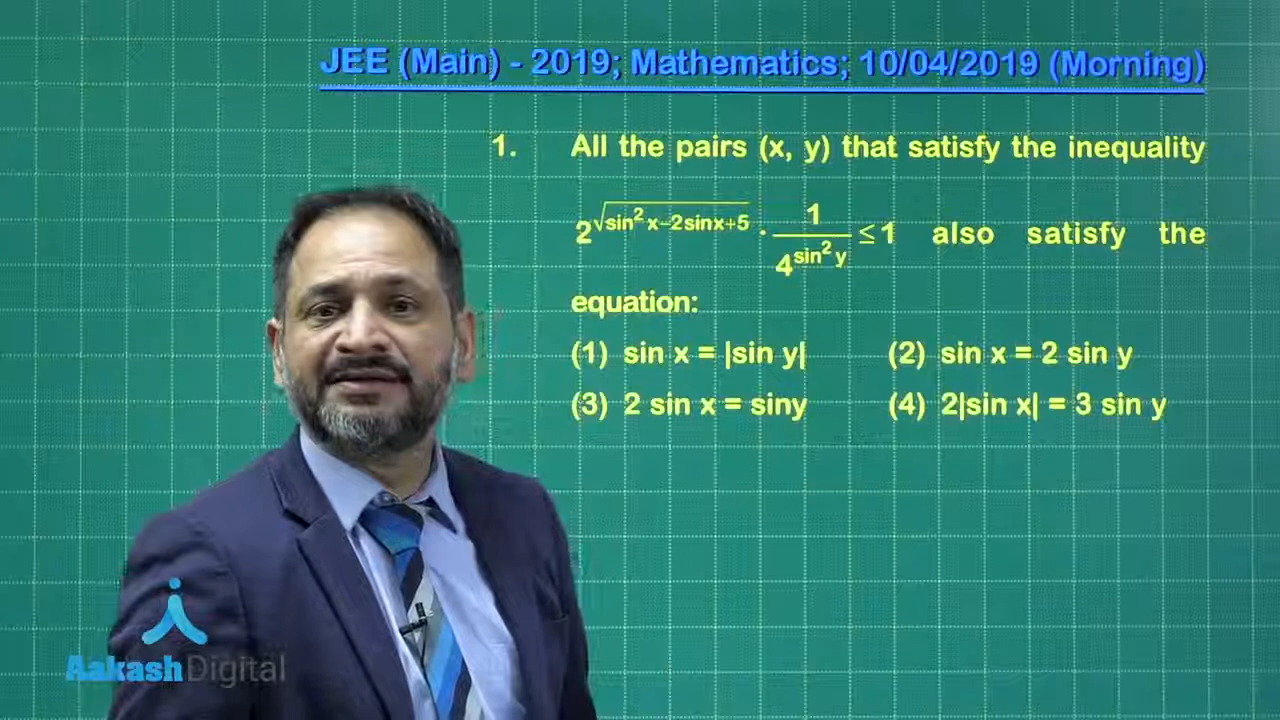 JEE (Main) - 2019; Mathematics; 10/04/2019 (Morning)
1. All the pairs (x, y) that satisfy the inequality
2^√(sin²x–2sinx+5) · 1/4^(sin²y) ≤ 1 also satisfy the
equation:
(1) sin x = |sin y| (2) sin x = 2 sin y
(3) 2 sin x = siny (4) 2|sin x| = 3 sin y
Aakash Digital